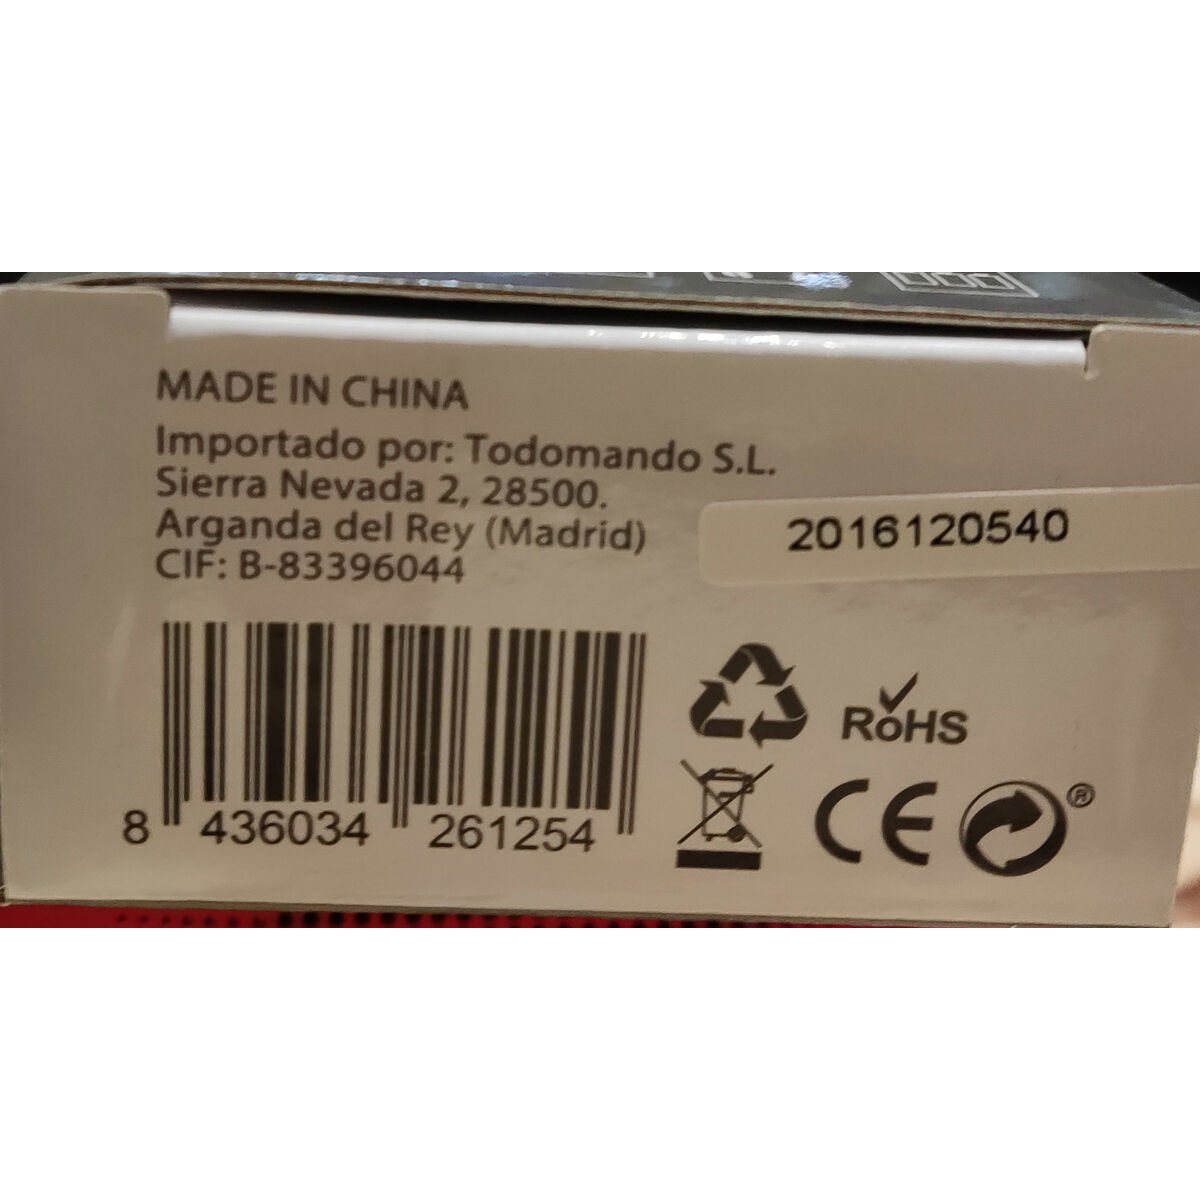 MADE IN CHINA
Importado por: Todomando S.L.
Sierra Nevada 2, 28500.
Arganda del Rey (Madrid)
CIF: B-83396044
2016120540
RoHS
8 436034 261254
CE
®